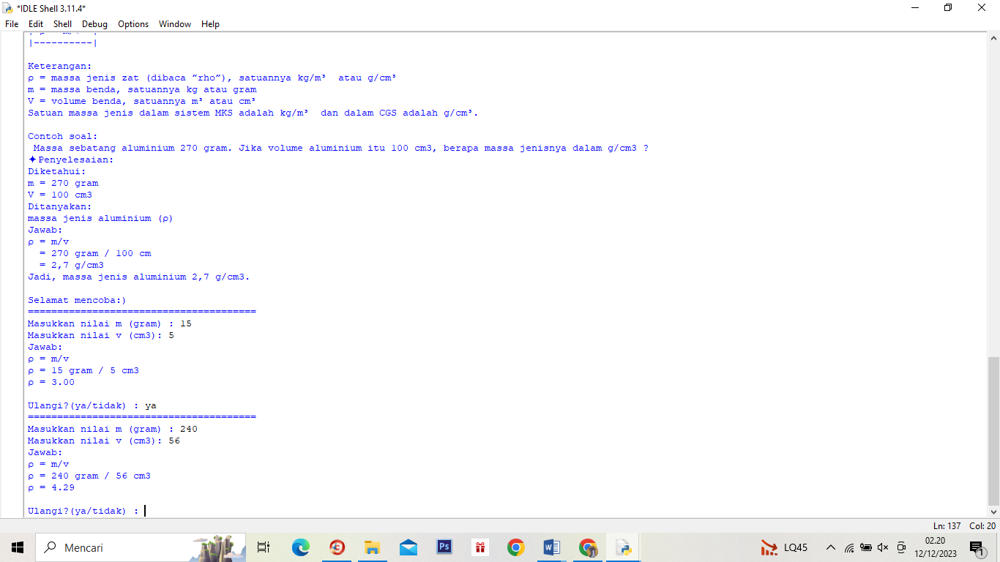 *IDLE Shell 3.11.4*
File Edit Shell Debug Options Window Help
|----------|
Keterangan:
ρ = massa jenis zat (dibaca ”rho”), satuannya kg/m³  atau g/cm³
m = massa benda, satuannya kg atau gram
V = volume benda, satuannya m³ atau cm³
Satuan massa jenis dalam sistem MKS adalah kg/m³  dan dalam CGS adalah g/cm³.
Contoh soal:
Massa sebatang aluminium 270 gram. Jika volume aluminium itu 100 cm3, berapa massa jenisnya dalam g/cm3 ?
✦Penyelesaian:
Diketahui:
m = 270 gram
V = 100 cm3
Ditanyakan:
massa jenis aluminium (ρ)
Jawab:
ρ = m/v
= 270 gram / 100 cm
= 2,7 g/cm3
Jadi, massa jenis aluminium 2,7 g/cm3.
Selamat mencoba:)
=======================================
Masukkan nilai m (gram) : 15
Masukkan nilai v (cm3): 5
Jawab:
ρ = m/v
ρ = 15 gram / 5 cm3
ρ = 3.00
Ulangi?(ya/tidak) : ya
=======================================
Masukkan nilai m (gram) : 240
Masukkan nilai v (cm3): 56
Jawab:
ρ = m/v
ρ = 240 gram / 56 cm3
ρ = 4.29
Ulangi?(ya/tidak) :
Ln: 137 Col: 20
Mencari
Ps
W
LQ45
02.20
12/12/2023
1